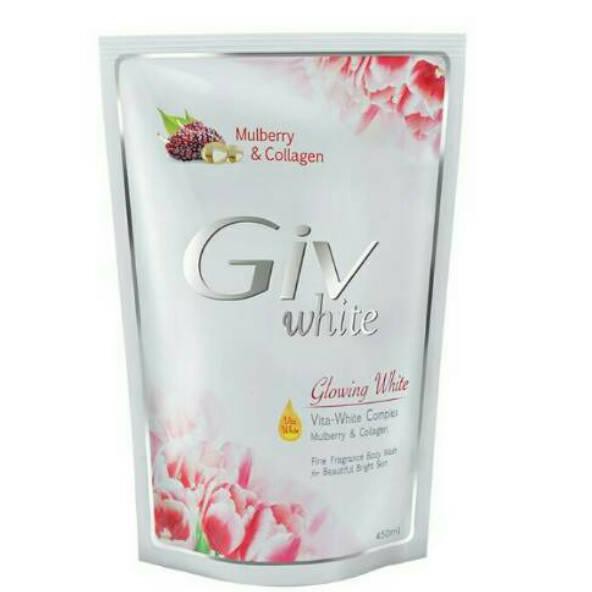 Mulberry
& Collagen
Giv
white
Glowing White
Vita
White
Vita-White Complex
Mulberry & Collagen
Fine Fragrance Body Wash
for Beautiful Bright Skin
450ml